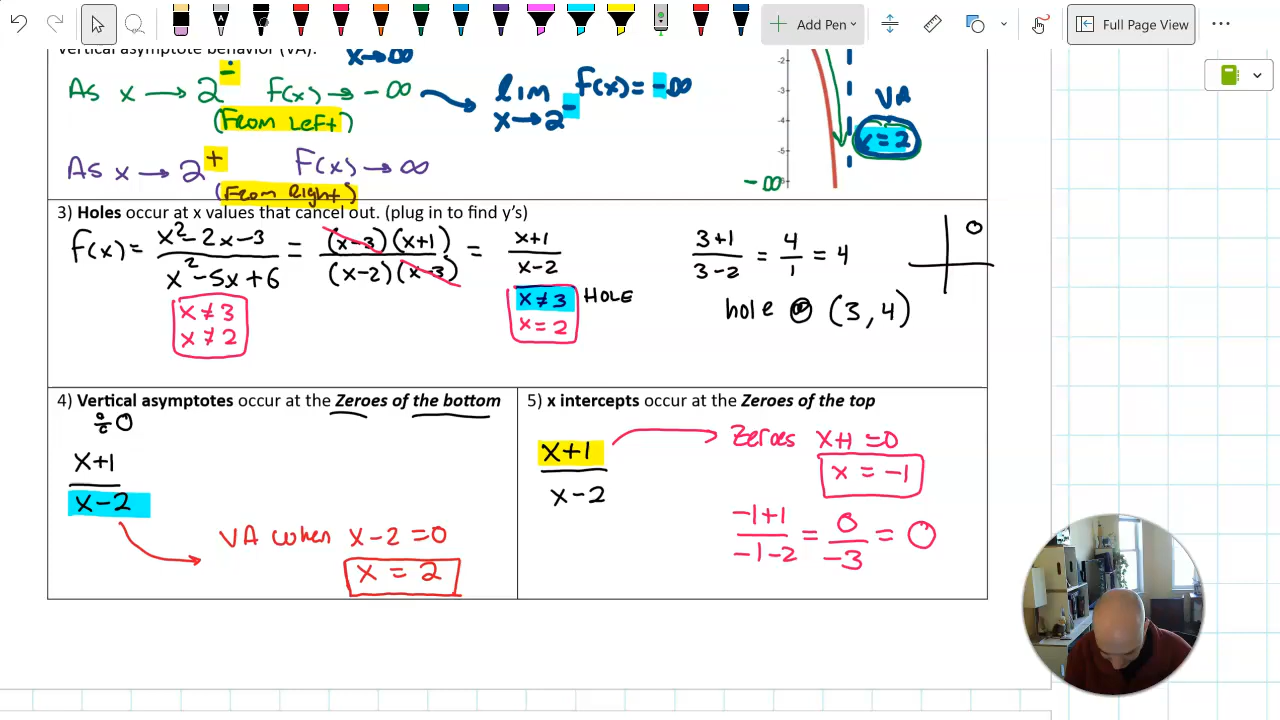 Add Pen
Full Page View
Vertical asymptote behavior (VA):
x→∞
As x → 2⁻ F(x) → -∞
(From Left)
lim F(x) = -∞
x→2⁻
As x → 2⁺ F(x) → ∞
(From Right)
-2
-3
-4
-5
VA
x = 2
-∞
3) Holes occur at x values that cancel out. (plug in to find y's)
F(x) = x²-2x-3 / x²-5x+6 = (x-3)(x+1) / (x-2)(x-3) = x+1 / x-2
x ≠ 3
x ≠ 2
x ≠ 3 HOLE
x = 2
3+1 / 3-2 = 4/1 = 4
hole @ (3, 4)
4) Vertical asymptotes occur at the Zeroes of the bottom
x+1
x-2
VA when x-2=0
x = 2
5) x intercepts occur at the Zeroes of the top
x+1
x-2
Zeroes x+1=0
x = -1
-1+1 / -1-2 = 0 / -3 = 0